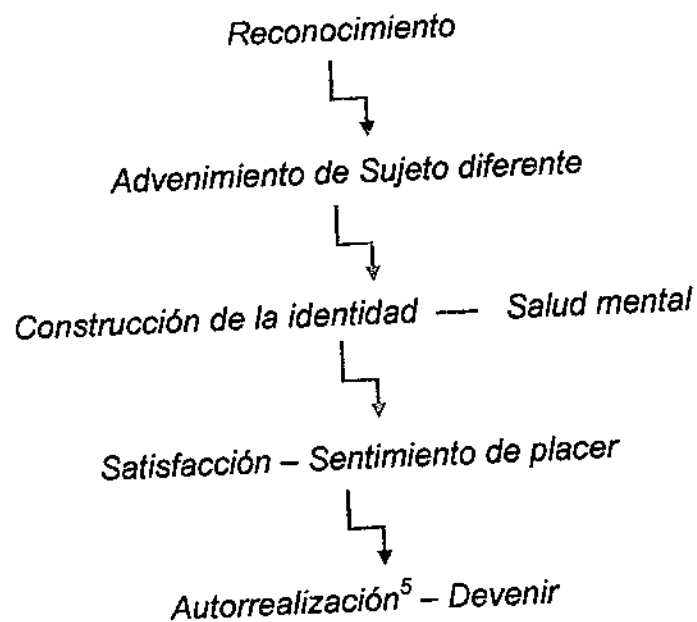 Reconocimiento
Advenimiento de Sujeto diferente
Construcción de la identidad --- Salud mental
Satisfacción – Sentimiento de placer
Autorrealización⁵ – Devenir